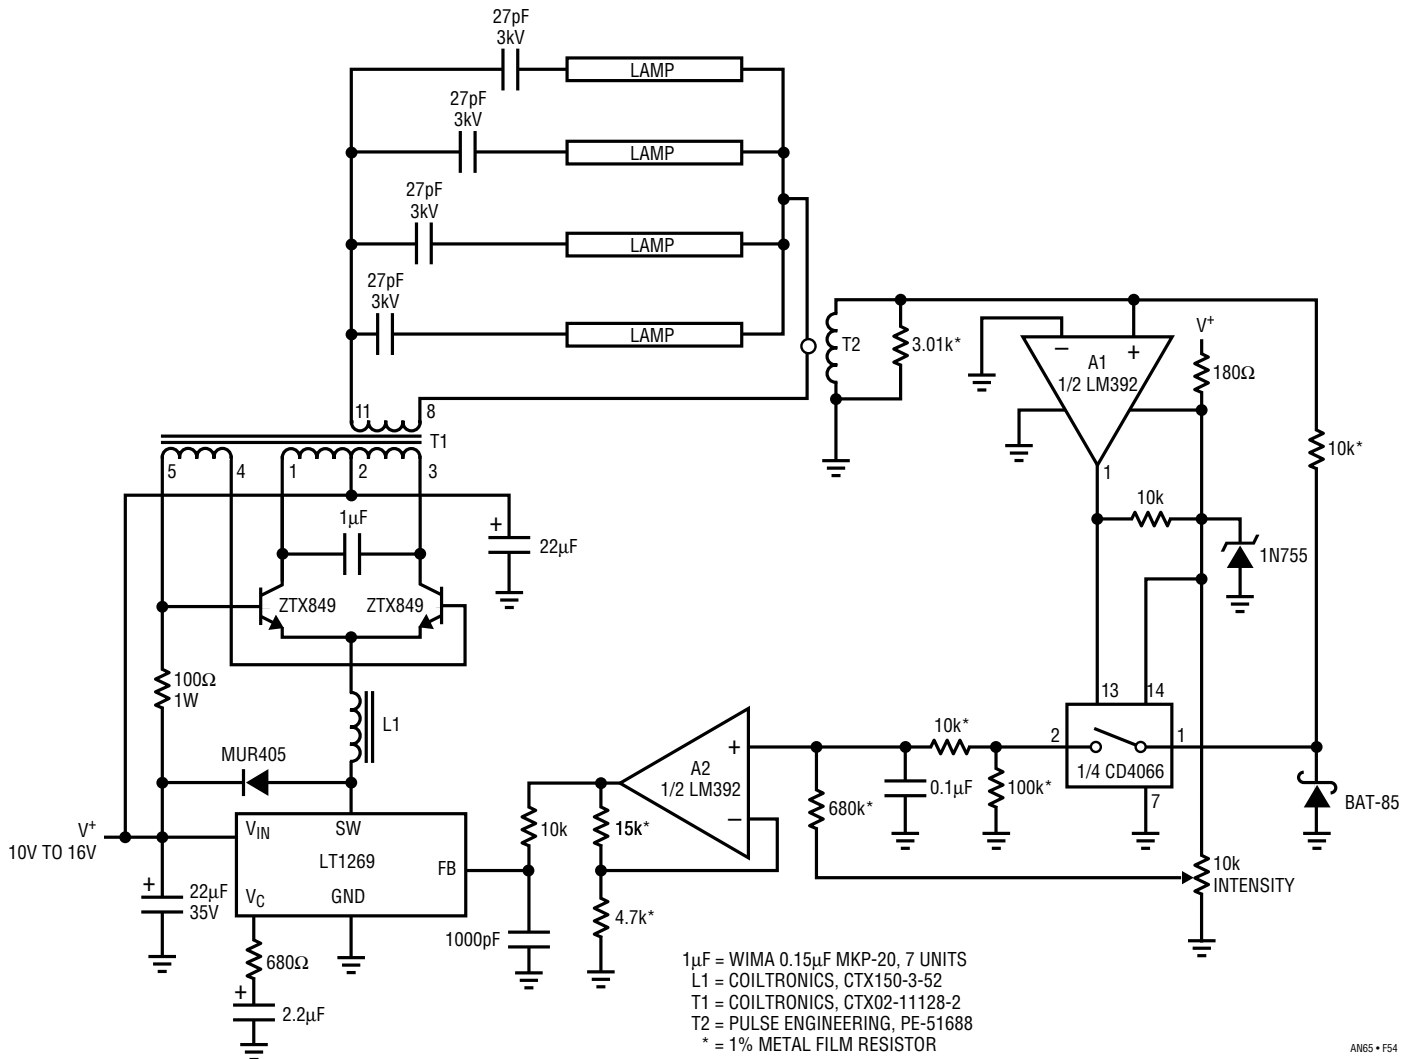 27pF
3kV
LAMP
27pF
3kV
LAMP
27pF
3kV
LAMP
27pF
3kV
LAMP
T2
3.01k*
–
+
A1
1/2 LM392
V+
180Ω
10k*
1
10k
1N755
11
8
T1
5
4
1
2
3
1µF
+
22µF
ZTX849
ZTX849
100Ω
1W
L1
MUR405
V+
10V TO 16V
VIN
SW
LT1269
FB
VC
GND
+
22µF
35V
680Ω
+
2.2µF
10k
1000pF
15k*
4.7k*
A2
1/2 LM392
+
–
680k*
0.1µF
10k*
100k*
2
13
14
1
1/4 CD4066
7
BAT-85
10k
INTENSITY
1µF = WIMA 0.15µF MKP-20, 7 UNITS
L1 = COILTRONICS, CTX150-3-52
T1 = COILTRONICS, CTX02-11128-2
T2 = PULSE ENGINEERING, PE-51688
* = 1% METAL FILM RESISTOR
AN65 • F54